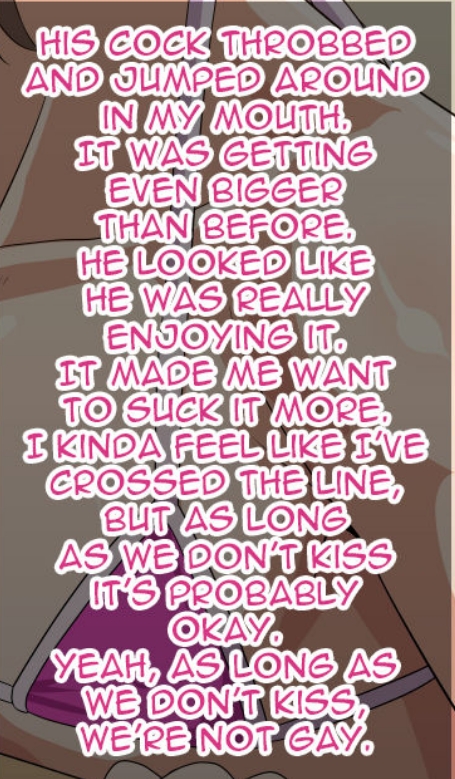 HIS COCK THROBBED
AND JUMPED AROUND
IN MY MOUTH.
IT WAS GETTING
EVEN BIGGER
THAN BEFORE.
HE LOOKED LIKE
HE WAS REALLY
ENJOYING IT.
IT MADE ME WANT
TO SUCK IT MORE.
I KINDA FEEL LIKE I'VE
CROSSED THE LINE,
BUT AS LONG
AS WE DON'T KISS
IT'S PROBABLY
OKAY.
YEAH, AS LONG AS
WE DON'T KISS,
WE'RE NOT GAY.